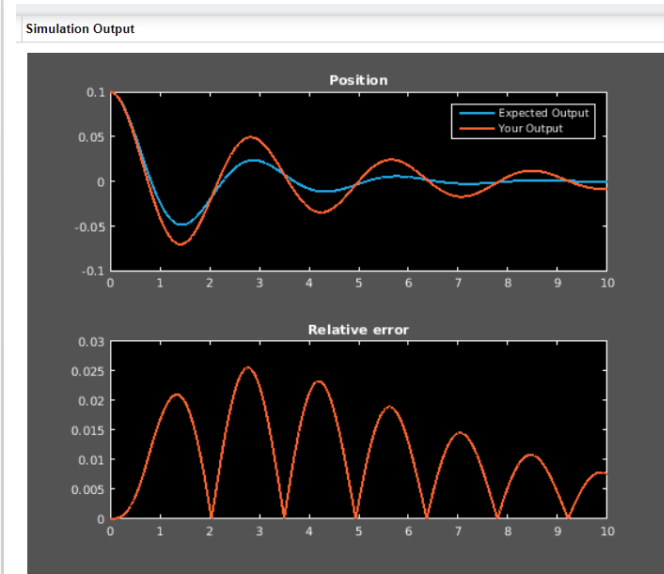 Simulation Output
Position
0.1
Expected Output
Your Output
0.05
0
-0.05
-0.1
0 1 2 3 4 5 6 7 8 9 10
Relative error
0.03
0.025
0.02
0.015
0.01
0.005
0
0 1 2 3 4 5 6 7 8 9 10